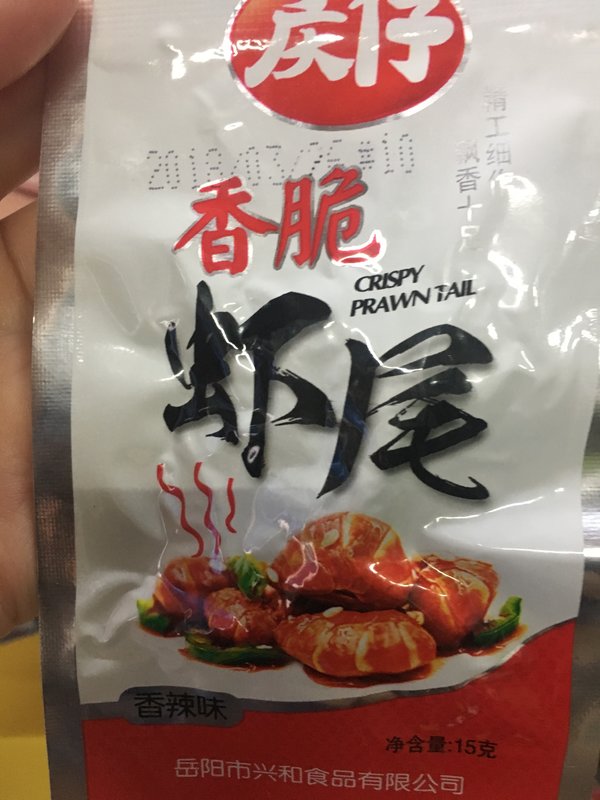 仔
精工细作
飘香十足
香脆
CRISPY
PRAWN TAIL
虾尾
香辣味
净含量:15克
岳阳市兴和食品有限公司